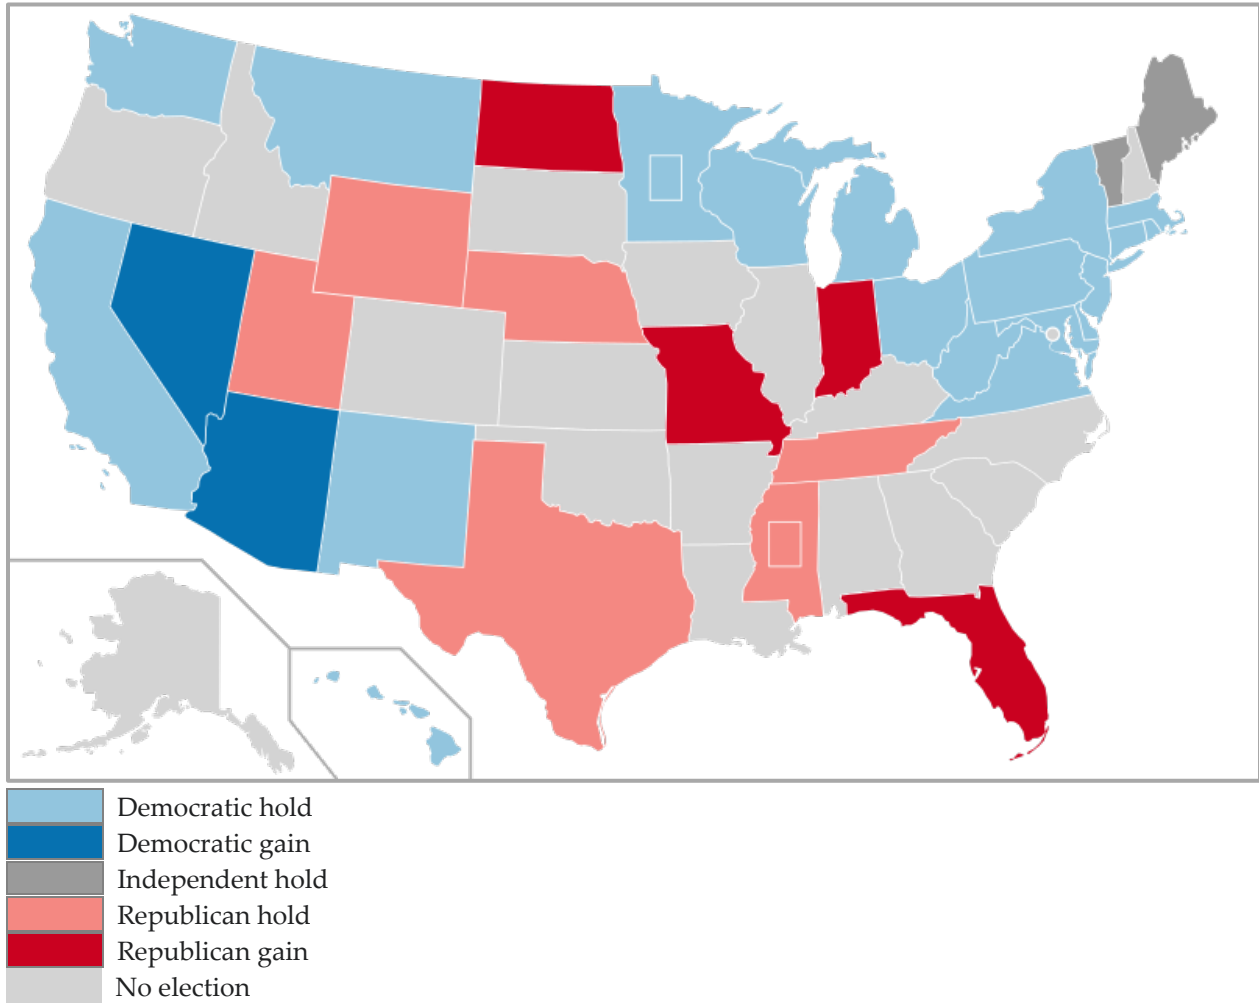 Democratic hold
Democratic gain
Independent hold
Republican hold
Republican gain
No election